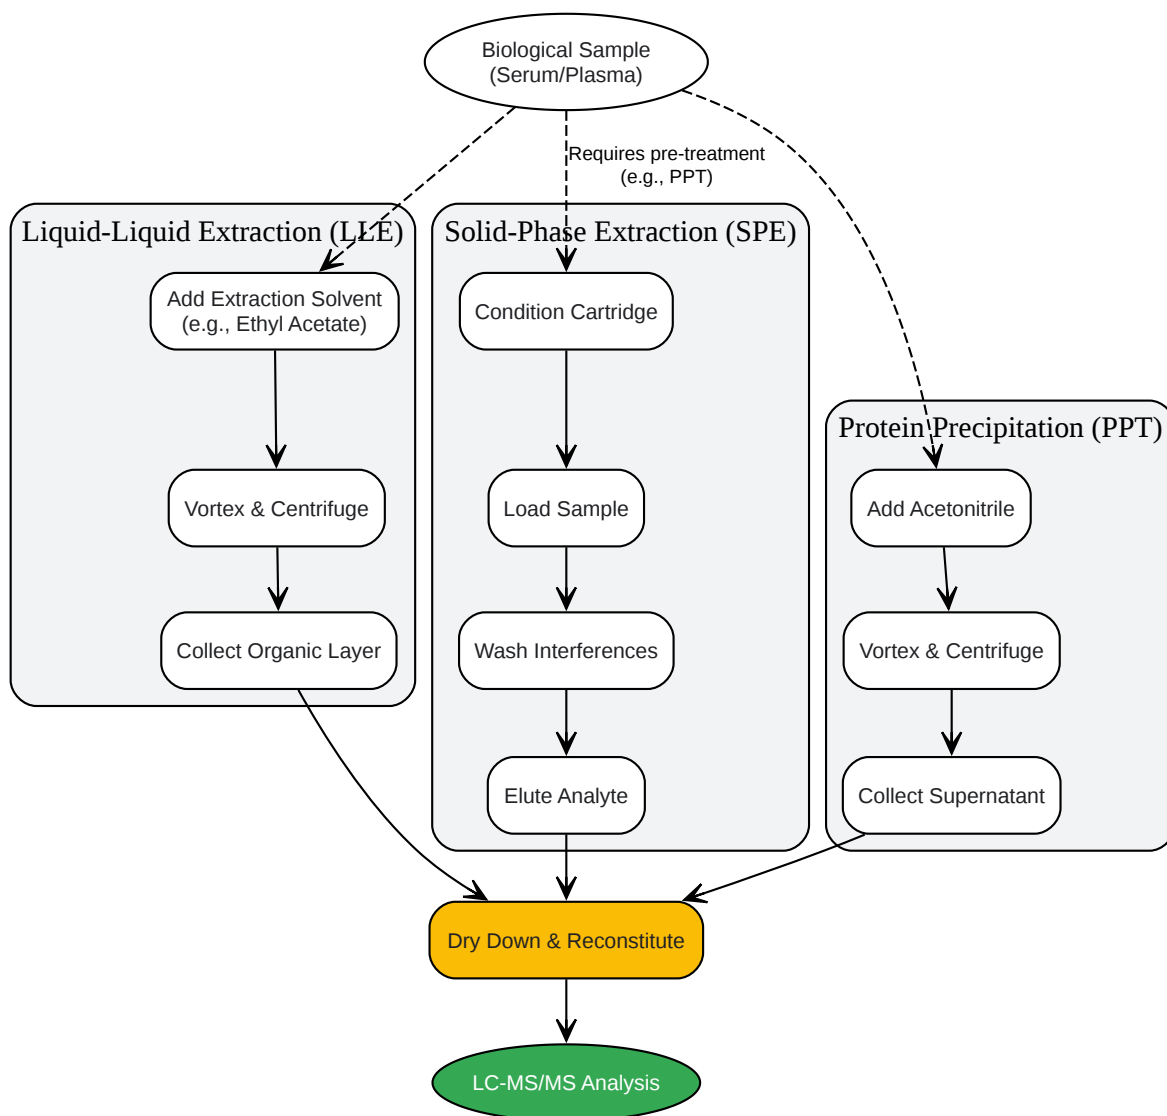 Biological Sample
(Serum/Plasma)
Requires pre-treatment
(e.g., PPT)
Liquid-Liquid Extraction (LLE)
Add Extraction Solvent
(e.g., Ethyl Acetate)
Vortex & Centrifuge
Collect Organic Layer
Solid-Phase Extraction (SPE)
Condition Cartridge
Load Sample
Wash Interferences
Elute Analyte
Protein Precipitation (PPT)
Add Acetonitrile
Vortex & Centrifuge
Collect Supernatant
Dry Down & Reconstitute
LC-MS/MS Analysis